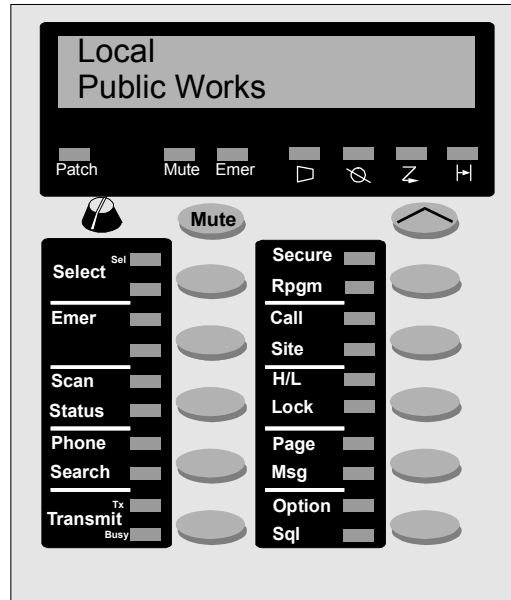 Local
Public Works
Patch Mute Emer
Mute
Sel
Select
Emer
Scan
Status
Phone
Search
Tx
Transmit
Busy
Secure
Rpgm
Call
Site
H/L
Lock
Page
Msg
Option
Sql